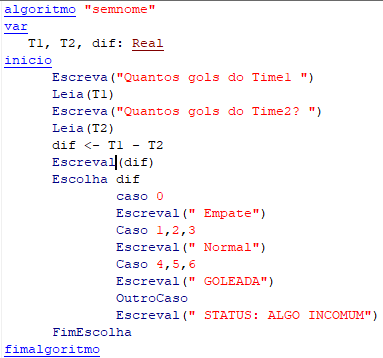 algoritmo "semnome"
var
T1, T2, dif: Real
inicio
Escreva("Quantos gols do Time1 ")
Leia(T1)
Escreva("Quantos gols do Time2? ")
Leia(T2)
dif <- T1 - T2
Escreval(dif)
Escolha dif
caso 0
Escreval(" Empate")
Caso 1,2,3
Escreval(" Normal")
Caso 4,5,6
Escreval(" GOLEADA")
OutroCaso
Escreval(" STATUS: ALGO INCOMUM")
FimEscolha
fimalgoritmo